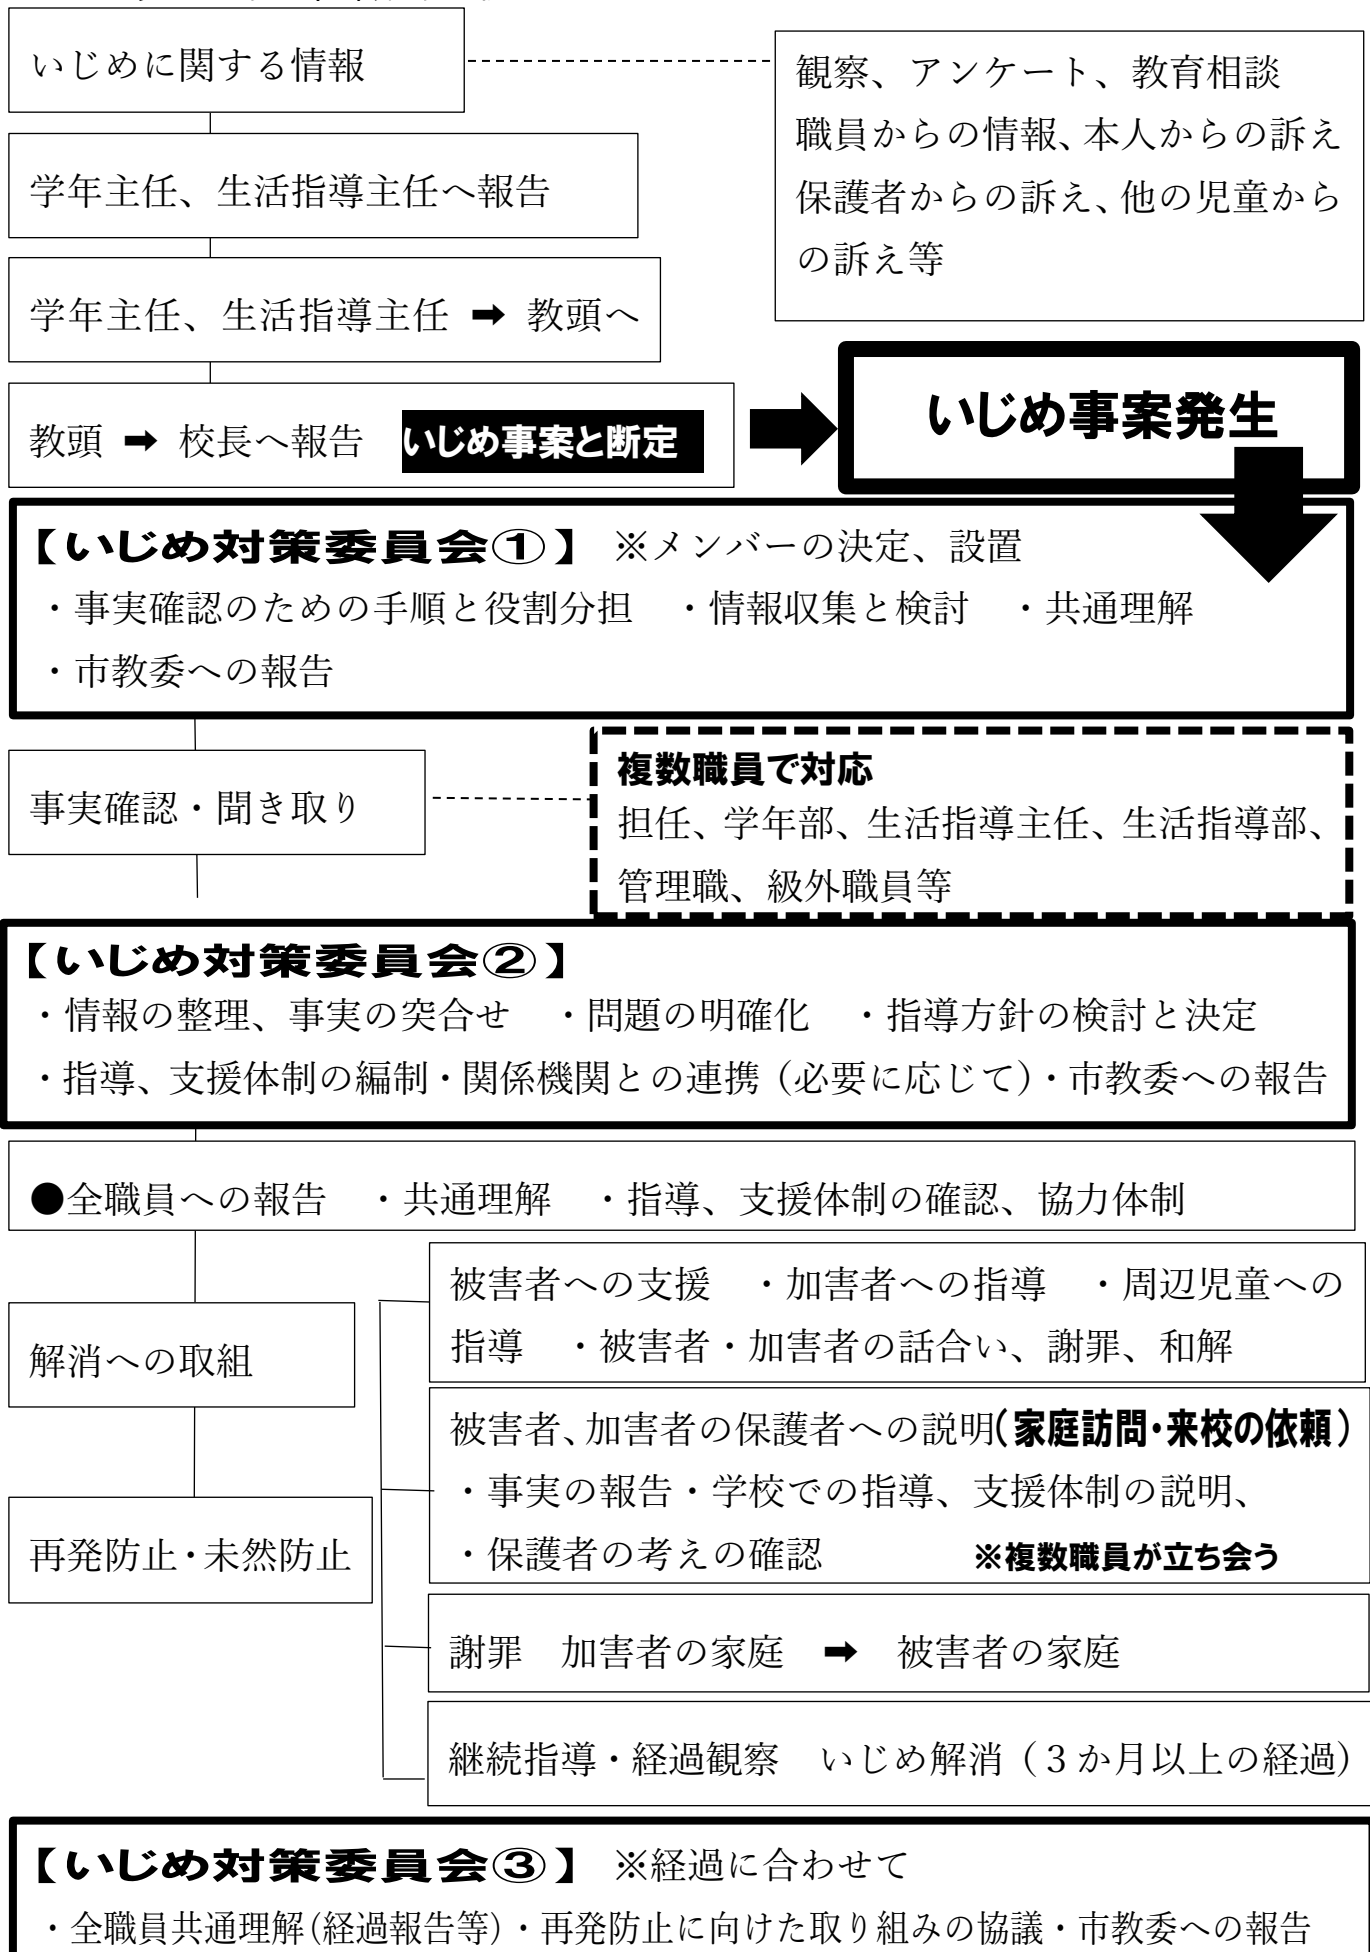 いじめに関する情報
観察、アンケート、教育相談
職員からの情報、本人からの訴え
保護者からの訴え、他の児童から
の訴え等
学年主任、生活指導主任へ報告
学年主任、生活指導主任 ➡ 教頭へ
教頭 ➡ 校長へ報告 いじめ事案と断定
いじめ事案発生
【いじめ対策委員会①】 ※メンバーの決定、設置
・事実確認のための手順と役割分担 ・情報収集と検討 ・共通理解
・市教委への報告
事実確認・聞き取り
複数職員で対応
担任、学年部、生活指導主任、生活指導部、
管理職、級外職員等
【いじめ対策委員会②】
・情報の整理、事実の突合せ ・問題の明確化 ・指導方針の検討と決定
・指導、支援体制の編制・関係機関との連携（必要に応じて）・市教委への報告
●全職員への報告 ・共通理解 ・指導、支援体制の確認、協力体制
解消への取組
被害者への支援 ・加害者への指導 ・周辺児童への
指導 ・被害者・加害者の話合い、謝罪、和解
被害者、加害者の保護者への説明（家庭訪問・来校の依頼）
・事実の報告・学校での指導、支援体制の説明、
・保護者の考えの確認 ※複数職員が立ち会う
再発防止・未然防止
謝罪 加害者の家庭 ➡ 被害者の家庭
継続指導・経過観察 いじめ解消（３か月以上の経過）
【いじめ対策委員会③】 ※経過に合わせて
・全職員共通理解（経過報告等）・再発防止に向けた取り組みの協議・市教委への報告